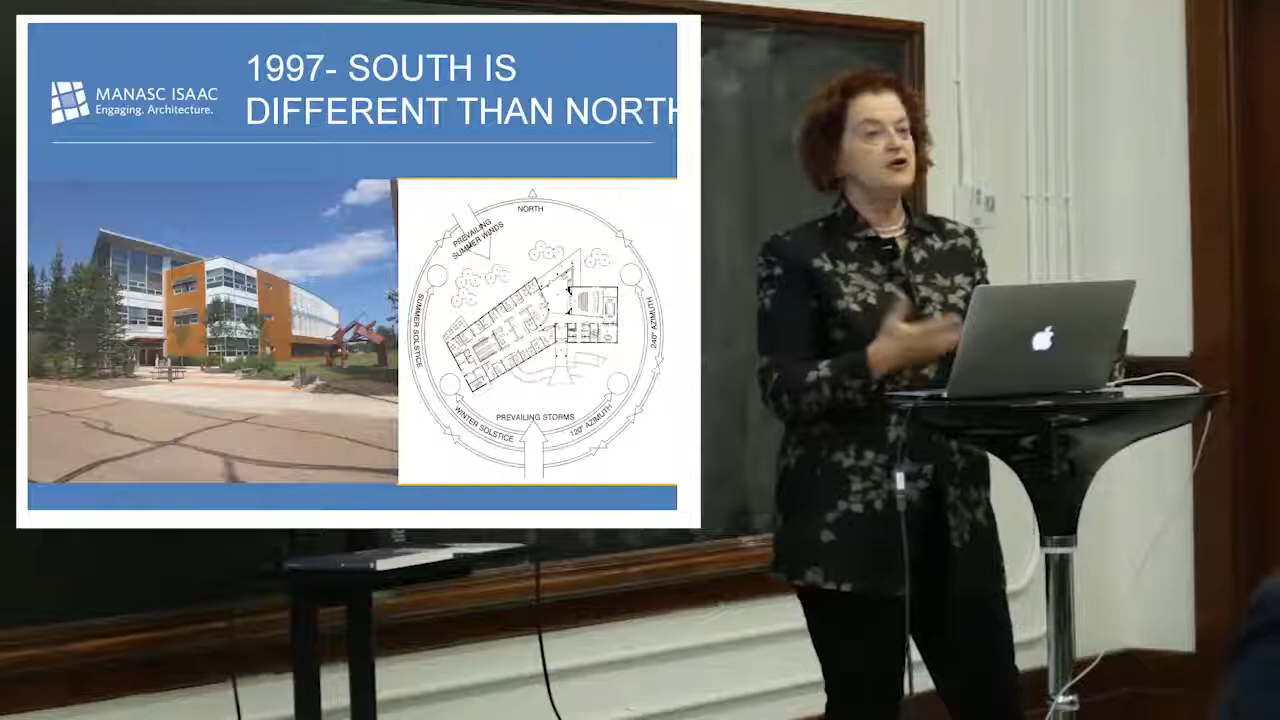 1997- SOUTH IS
DIFFERENT THAN NORTH
MANASC ISAAC
Engaging. Architecture.
NORTH
PREVAILING
SUMMER WINDS
SUMMER SOLSTICE
240° AZIMUTH
PREVAILING STORMS
WINTER SOLSTICE
120° AZIMUTH